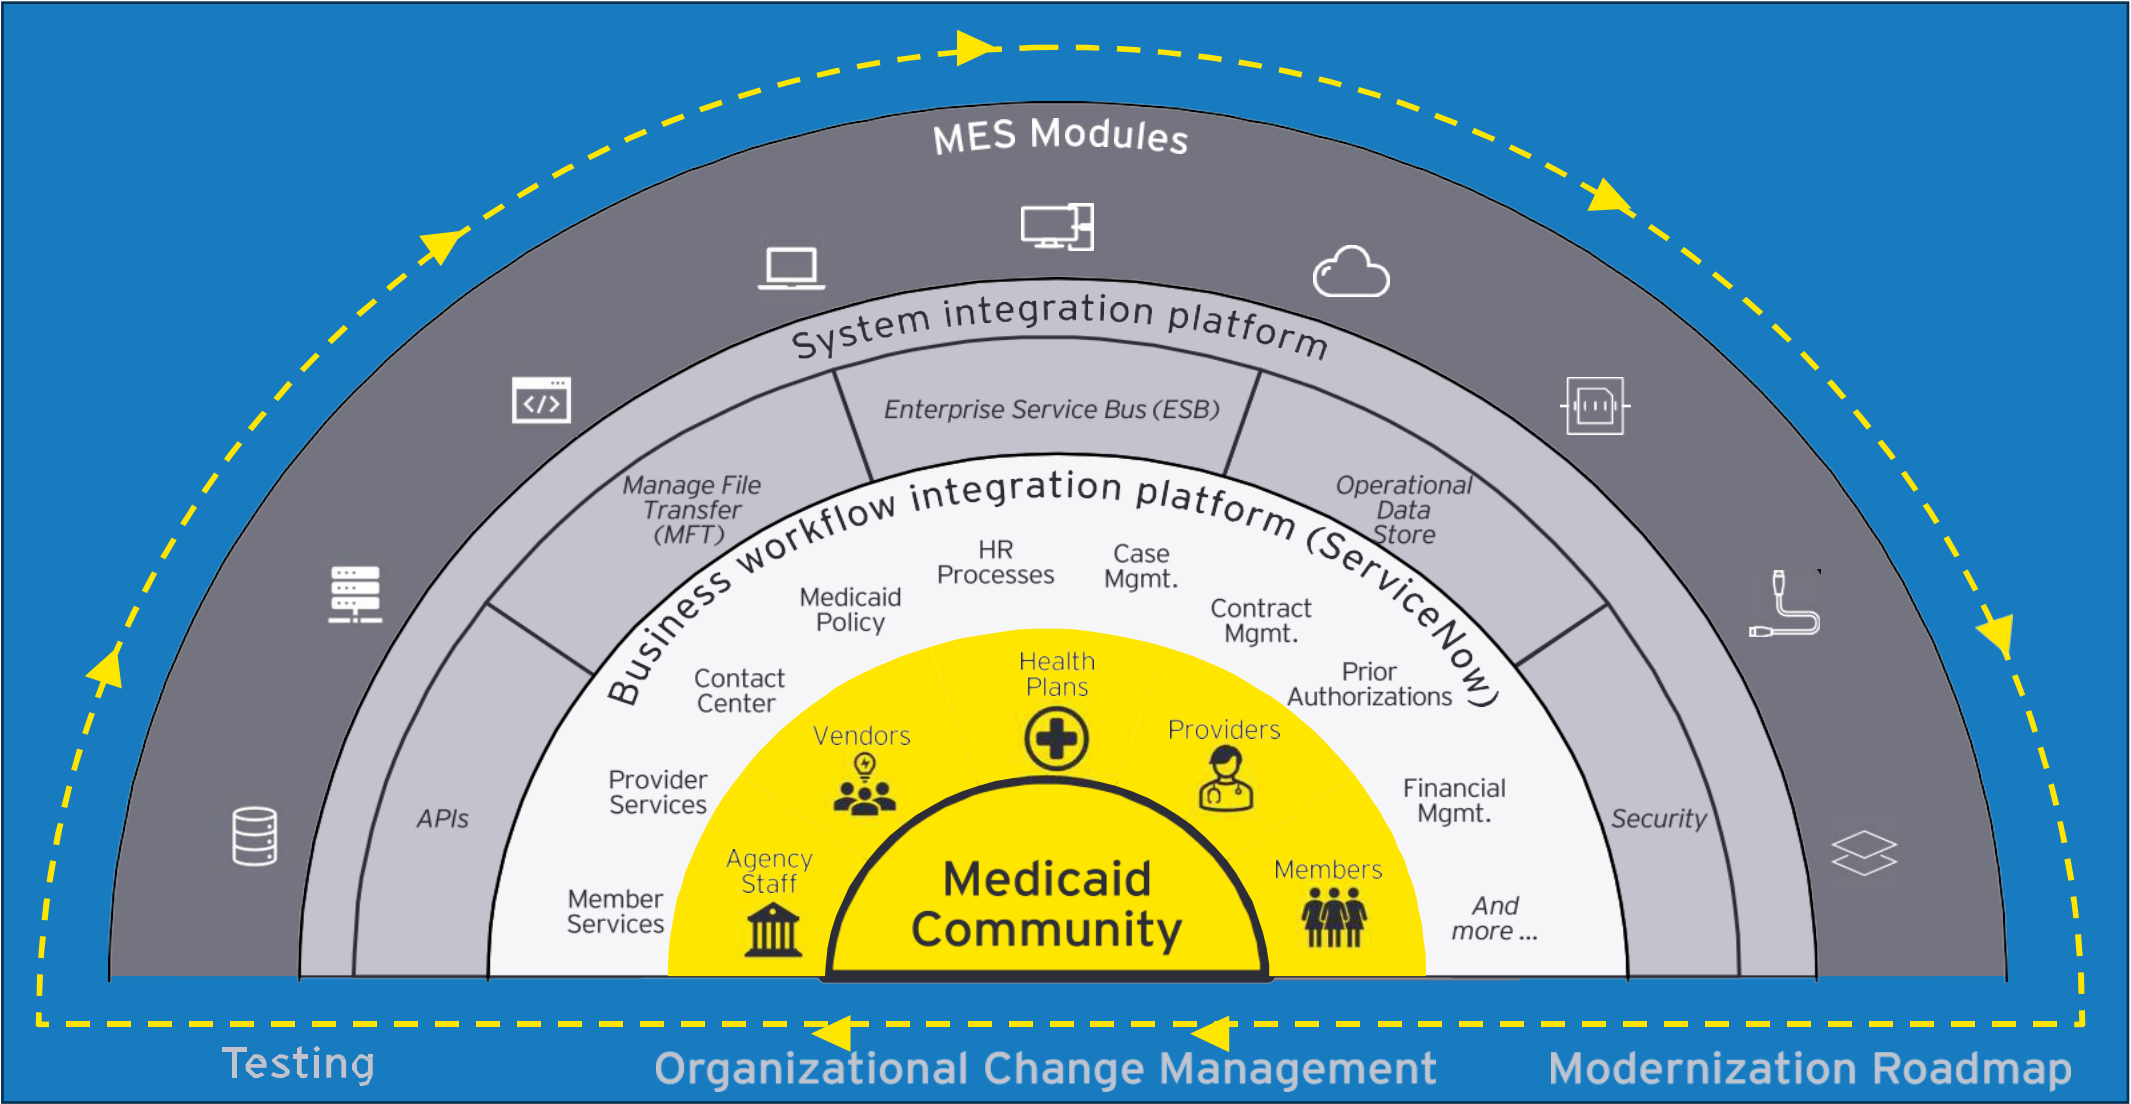 MES Modules
System integration platform
Enterprise Service Bus (ESB)
Manage File
Transfer
(MFT)
Operational
Data
Store
APIs
Security
Business workflow integration platform (ServiceNow)
HR
Processes
Case
Mgmt.
Medicaid
Policy
Contract
Mgmt.
Contact
Center
Prior
Authorizations
Provider
Services
Financial
Mgmt.
Member
Services
And
more ...
Health
Plans
Vendors
Providers
Agency
Staff
Members
Medicaid
Community
Testing
Organizational Change Management
Modernization Roadmap